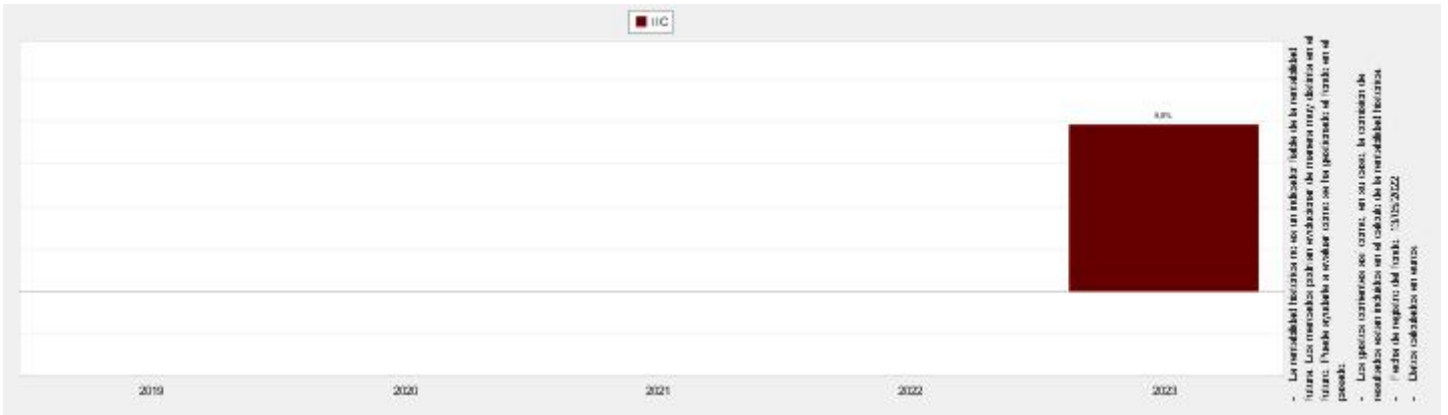 IIC
2019 2020 2021 2022 2023
- La rentabilidad histórica no es un indicador fiable de la rentabilidad
futura. Los mercados podrían evolucionar de manera muy distinta en el
futuro. Puede ayudarle a evaluar cómo se ha gestionado el fondo en el
pasado.
- Los gastos corrientes así como, en su caso, la comisión de
resultados están incluidos en el cálculo de la rentabilidad histórica.
- Fecha de registro del fondo: 13/05/2022
- Datos calculados en euros